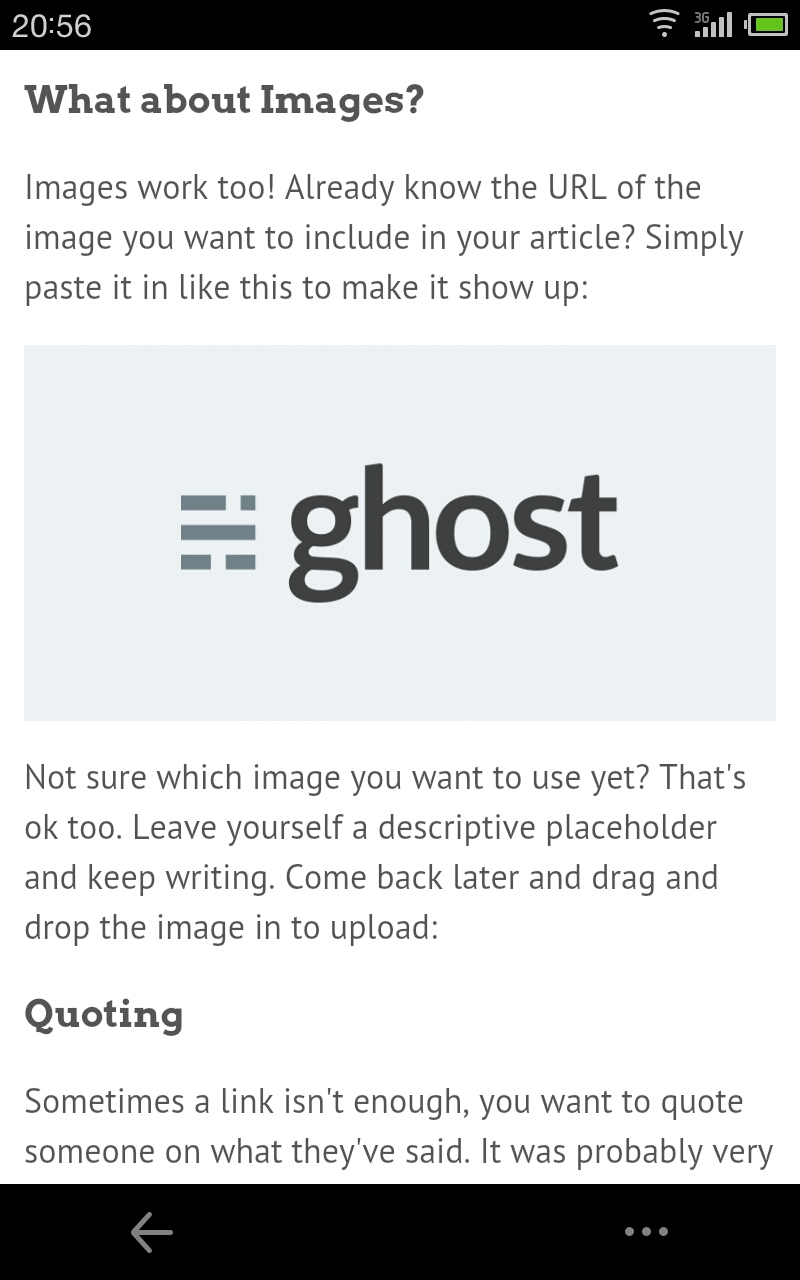 20:56
3G
What about Images?
Images work too! Already know the URL of the
image you want to include in your article? Simply
paste it in like this to make it show up:
ghost
Not sure which image you want to use yet? That's
ok too. Leave yourself a descriptive placeholder
and keep writing. Come back later and drag and
drop the image in to upload:
Quoting
Sometimes a link isn't enough, you want to quote
someone on what they've said. It was probably very